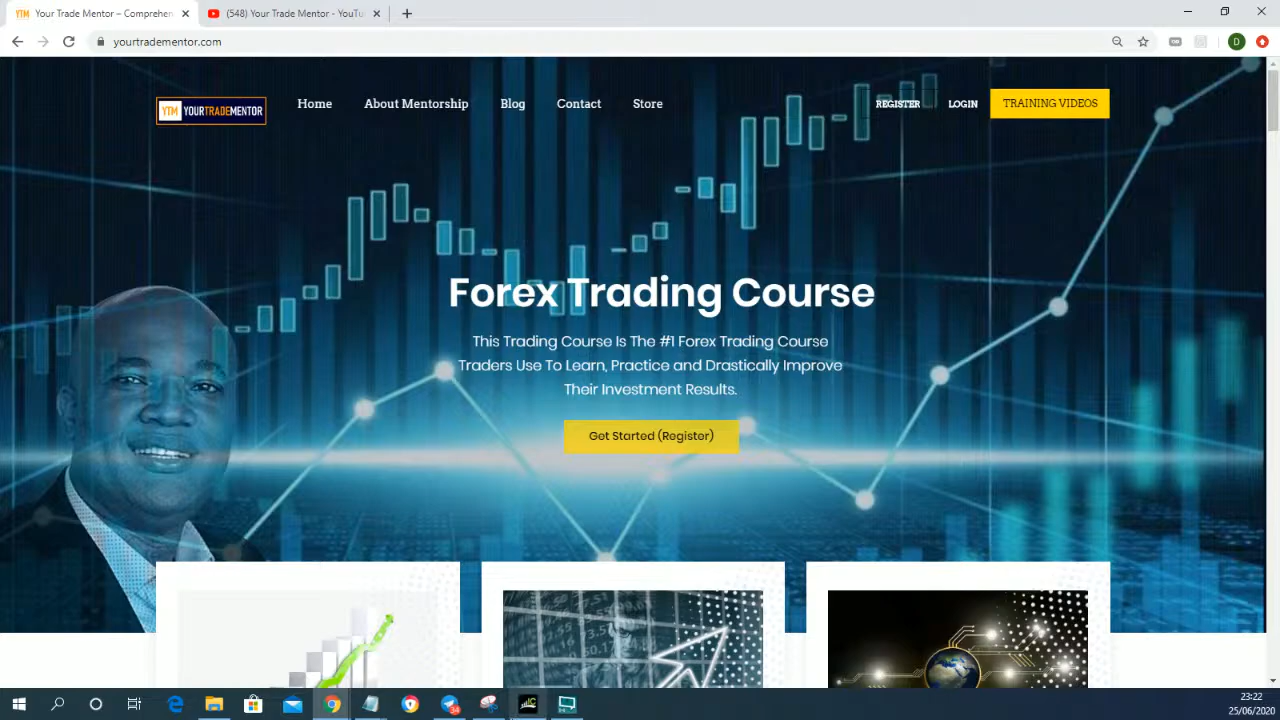 Your Trade Mentor – Comprehen
(548) Your Trade Mentor - YouTu
yourtradementor.com
D
YTM YOURTRADEMENTOR
Home
About Mentorship
Blog
Contact
Store
REGISTER
LOGIN
TRAINING VIDEOS
Forex Trading Course
This Trading Course Is The #1 Forex Trading Course
Traders Use To Learn, Practice and Drastically Improve
Their Investment Results.
Get Started (Register)
23:22
25/06/2020